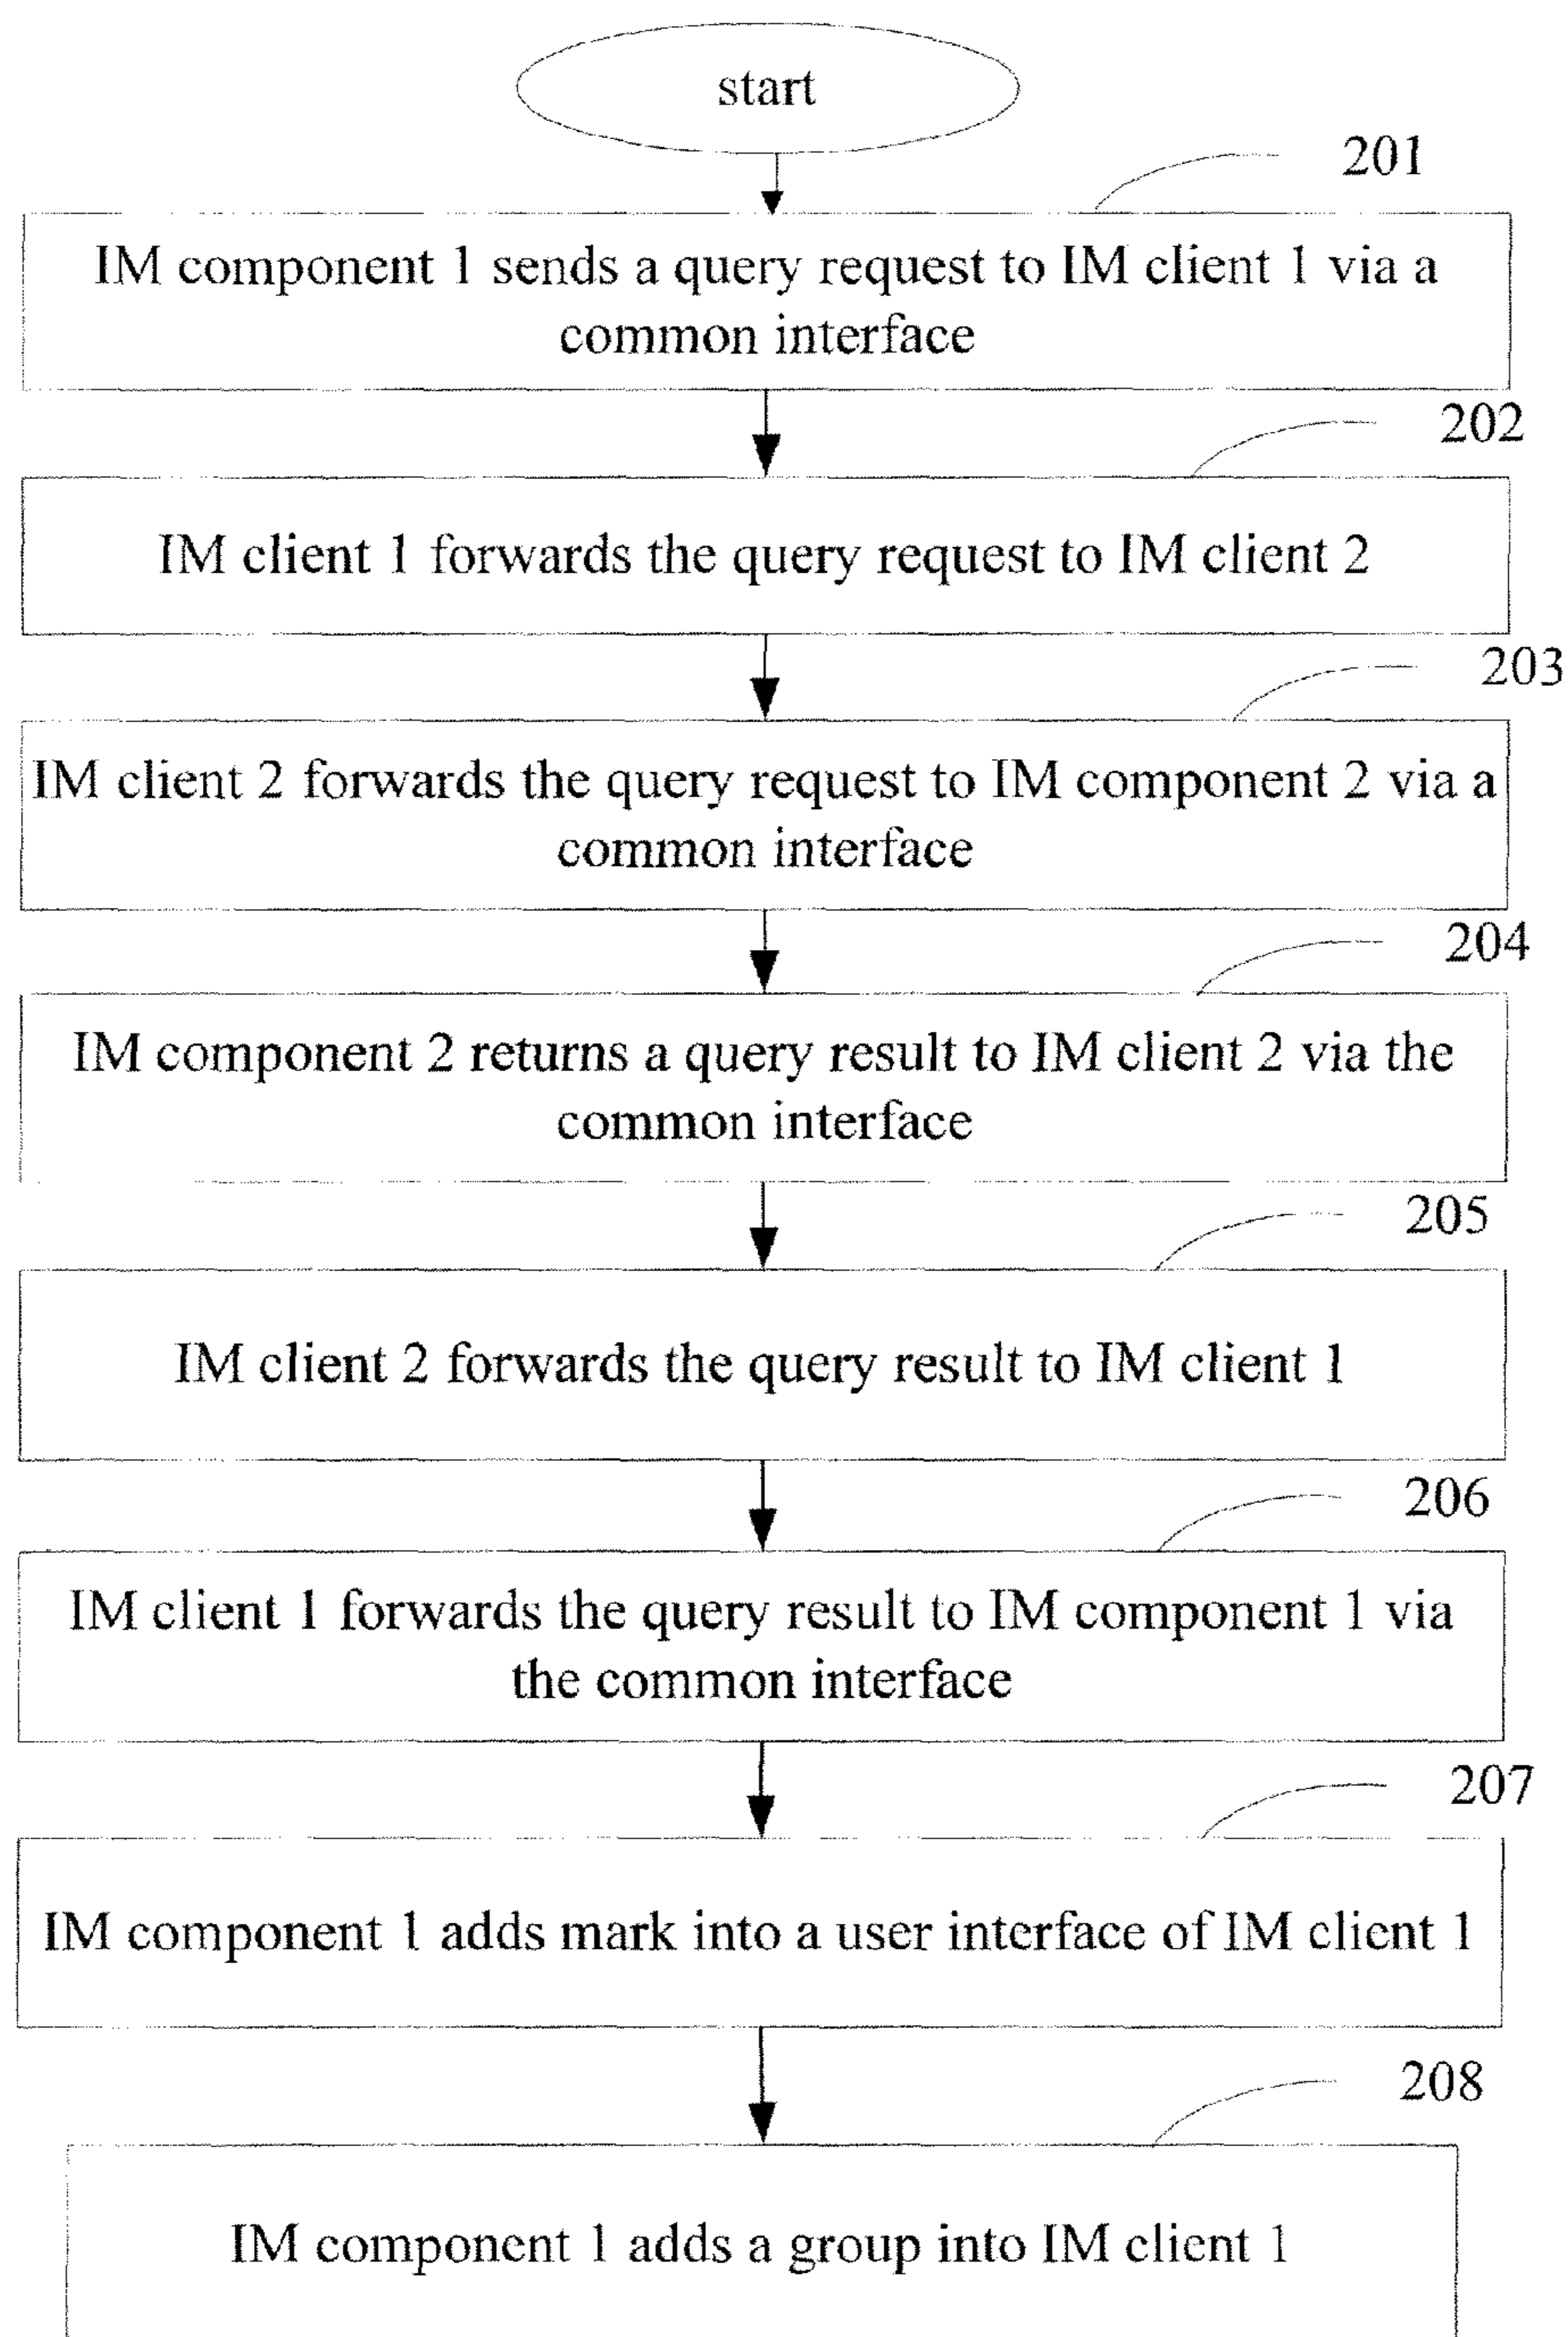 start
201
IM component 1 sends a query request to IM client 1 via a
common interface
202
IM client 1 forwards the query request to IM client 2
203
IM client 2 forwards the query request to IM component 2 via a
common interface
204
IM component 2 returns a query result to IM client 2 via the
common interface
205
IM client 2 forwards the query result to IM client 1
206
IM client 1 forwards the query result to IM component 1 via
the common interface
207
IM component 1 adds mark into a user interface of IM client 1
208
IM component 1 adds a group into IM client 1